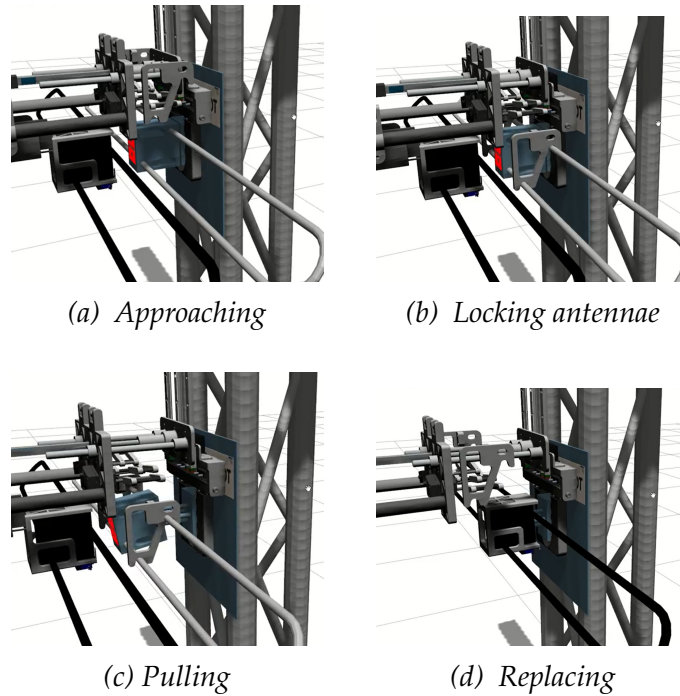 (a) Approaching
(b) Locking antennae
(c) Pulling
(d) Replacing